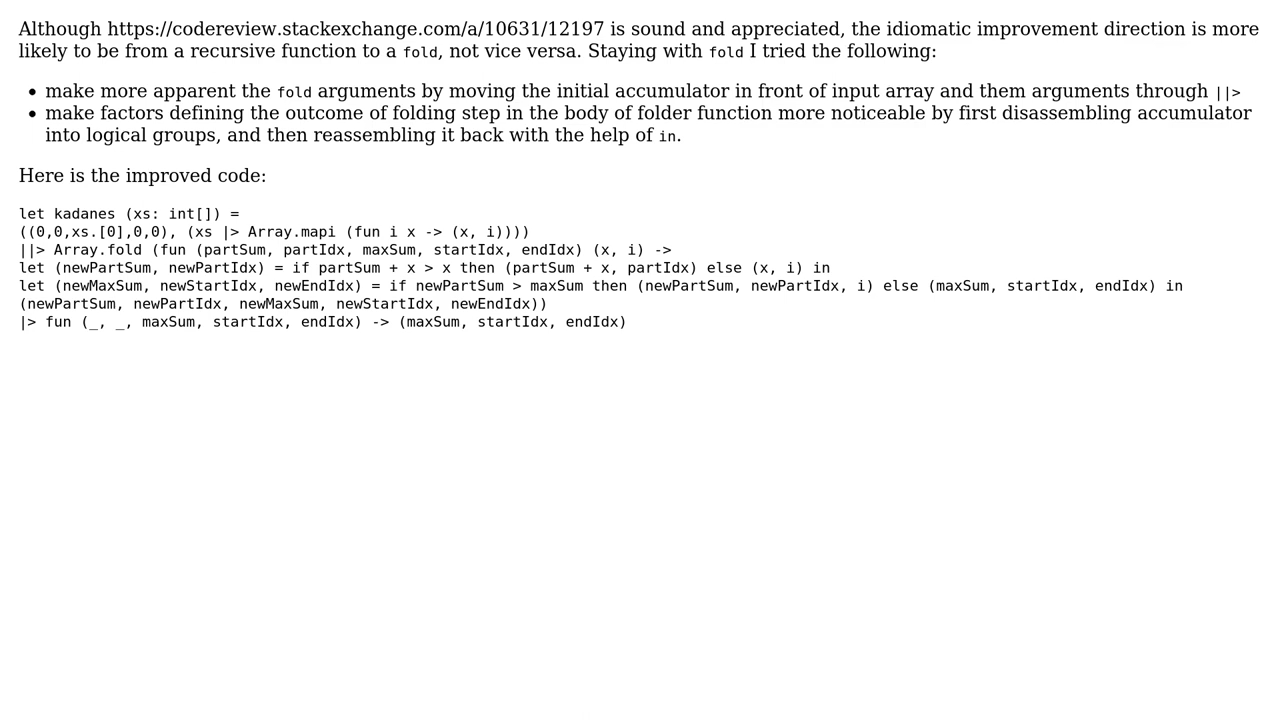 Although https://codereview.stackexchange.com/a/10631/12197 is sound and appreciated, the idiomatic improvement direction is more
likely to be from a recursive function to a fold, not vice versa. Staying with fold I tried the following:
• make more apparent the fold arguments by moving the initial accumulator in front of input array and them arguments through ||>
• make factors defining the outcome of folding step in the body of folder function more noticeable by first disassembling accumulator
into logical groups, and then reassembling it back with the help of in.
Here is the improved code:
let kadanes (xs: int[]) =
((0,0,xs.[0],0,0), (xs |> Array.mapi (fun i x -> (x, i))))
||> Array.fold (fun (partSum, partIdx, maxSum, startIdx, endIdx) (x, i) ->
let (newPartSum, newPartIdx) = if partSum + x > x then (partSum + x, partIdx) else (x, i) in
let (newMaxSum, newStartIdx, newEndIdx) = if newPartSum > maxSum then (newPartSum, newPartIdx, i) else (maxSum, startIdx, endIdx) in
(newPartSum, newPartIdx, newMaxSum, newStartIdx, newEndIdx))
|> fun (_, _, maxSum, startIdx, endIdx) -> (maxSum, startIdx, endIdx)